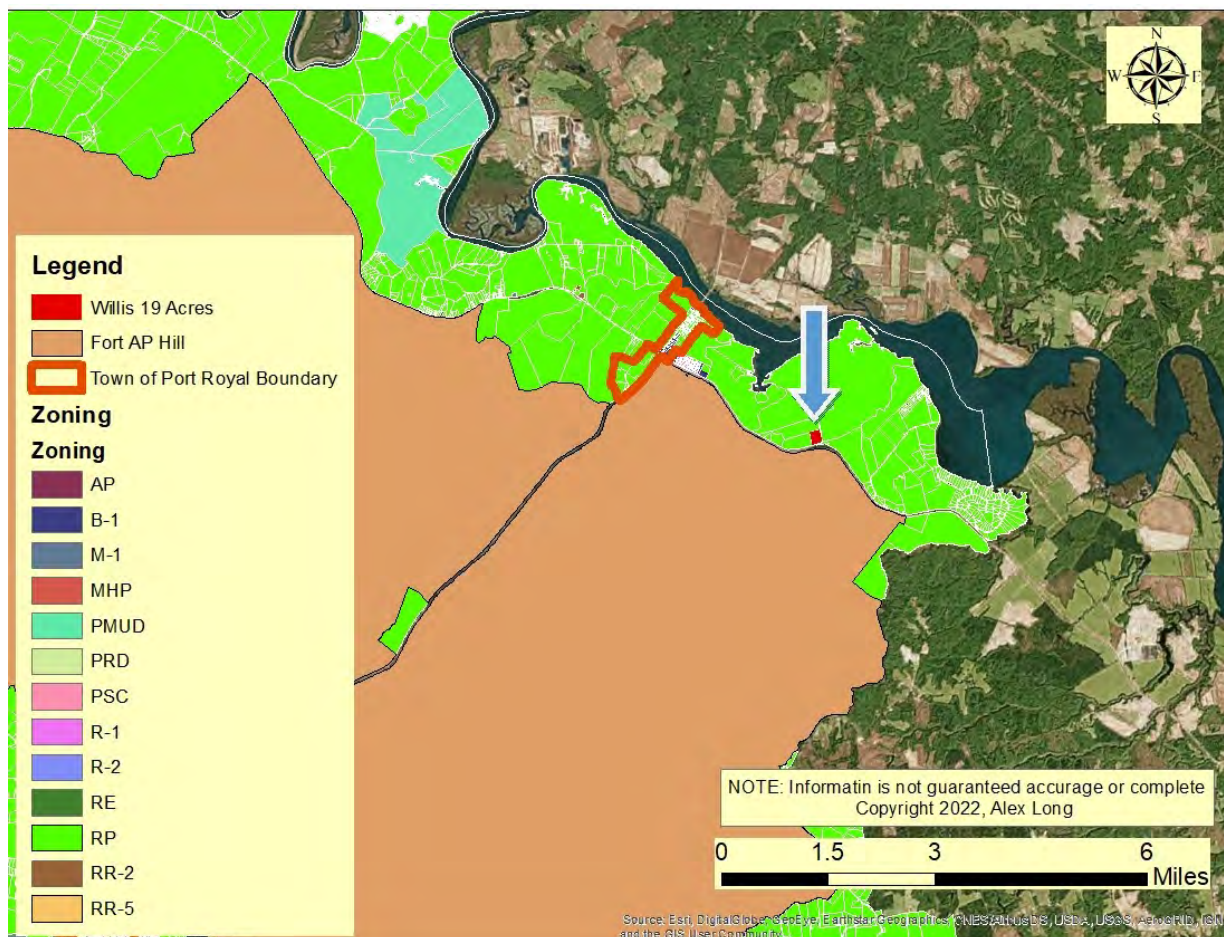 N
W E
S
Legend
Willis 19 Acres
Fort AP Hill
Town of Port Royal Boundary
Zoning
Zoning
AP
B-1
M-1
MHP
PMUD
PRD
PSC
R-1
R-2
RE
RP
RR-2
RR-5
NOTE: Informatin is not guaranteed accurage or complete
Copyright 2022, Alex Long
0 1.5 3 6
Miles
Source: Esri, DigitalGlobe, GeoEye, Earthstar Geographics, CNES/Airbus DS, USDA, USGS, AeroGRID, IGN,
and the GIS User Community